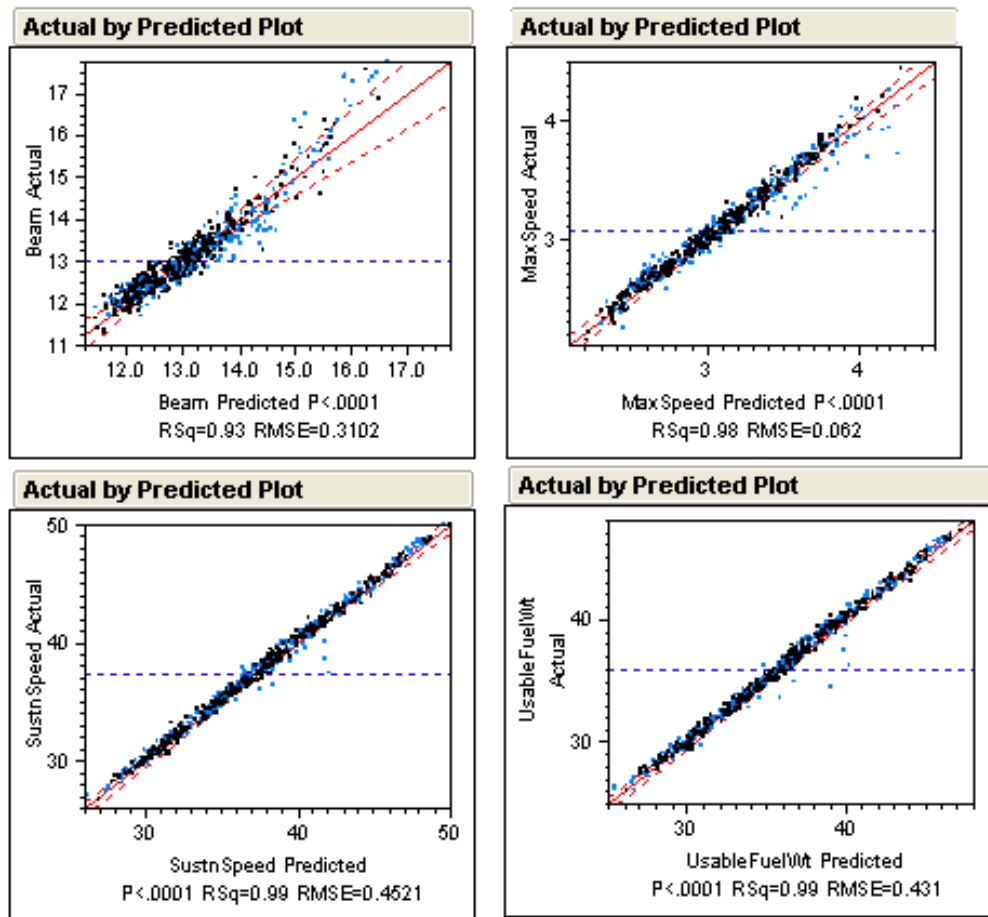 Actual by Predicted Plot
Beam Actual
17
16
15
14
13
12
11
12.0 13.0 14.0 15.0 16.0 17.0
Beam Predicted P<.0001
RSq=0.93 RMSE=0.3102
Actual by Predicted Plot
MaxSpeed Actual
4
3
3 4
MaxSpeed Predicted P<.0001
RSq=0.98 RMSE=0.062
Actual by Predicted Plot
SustnSpeed Actual
50
40
30
30 40 50
SustnSpeed Predicted
P<.0001 RSq=0.99 RMSE=0.4521
Actual by Predicted Plot
UsableFuelWt
Actual
40
30
30 40
UsableFuelWt Predicted
P<.0001 RSq=0.99 RMSE=0.431